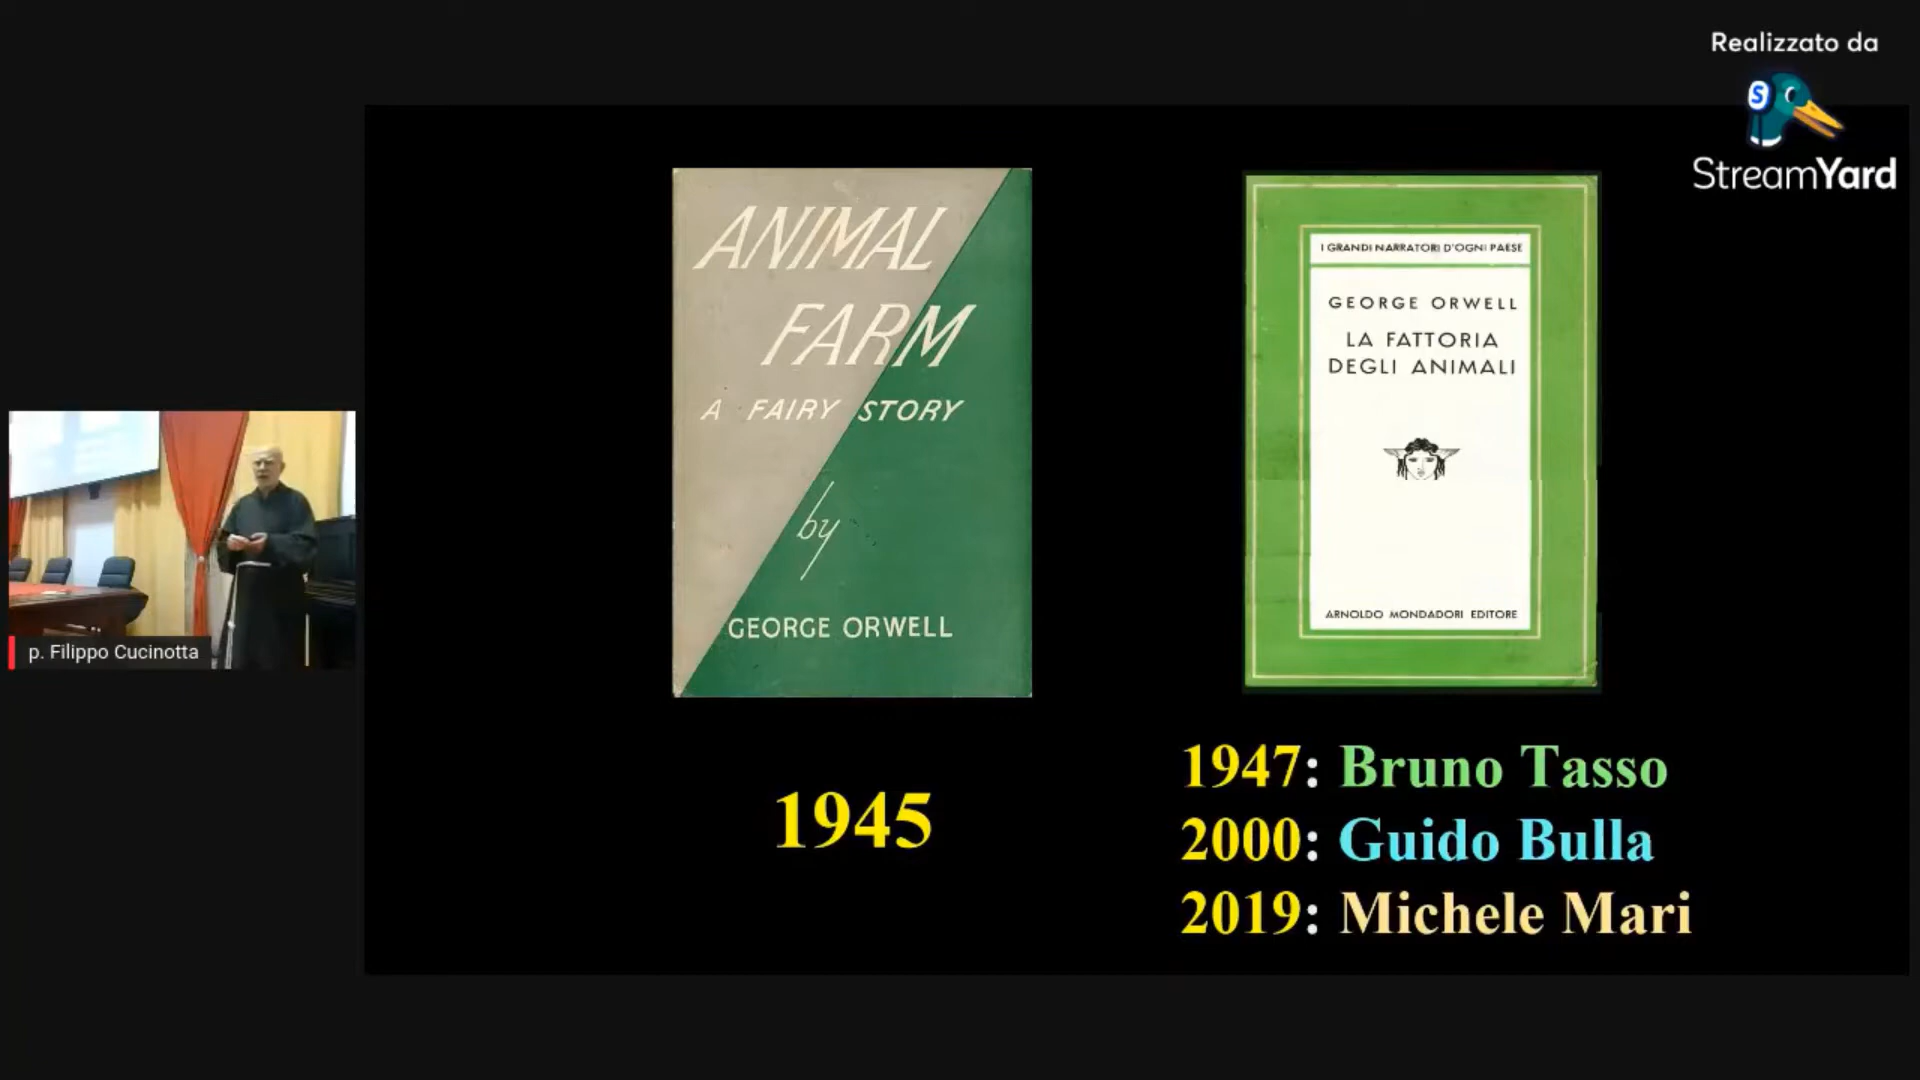 Realizzato da
StreamYard
ANIMAL
FARM
A FAIRY STORY
by
GEORGE ORWELL
1945
I GRANDI NARRATORI D'OGNI PAESE
GEORGE ORWELL
LA FATTORIA
DEGLI ANIMALI
ARNOLDO MONDADORI EDITORE
1947: Bruno Tasso
2000: Guido Bulla
2019: Michele Mari
p. Filippo Cucinotta